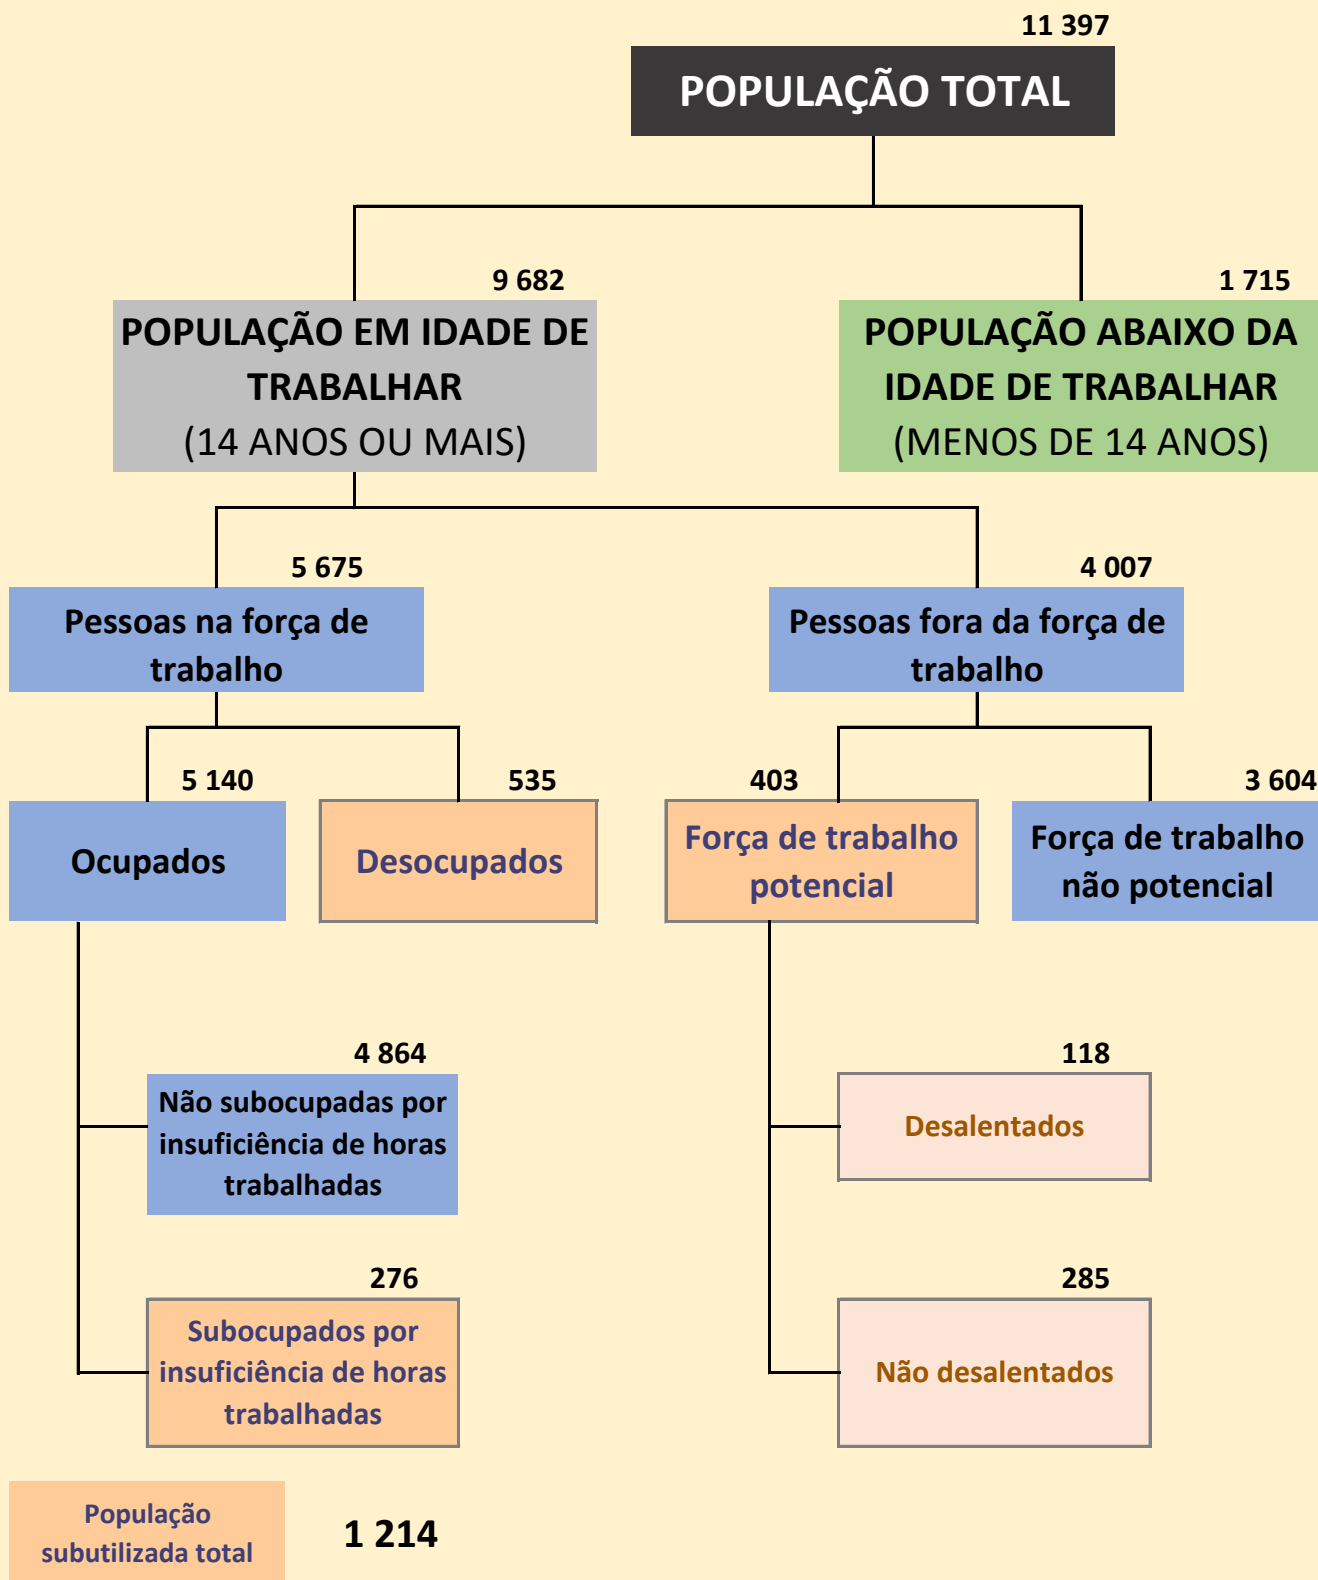 11 397
POPULAÇÃO TOTAL
9 682
POPULAÇÃO EM IDADE DE
TRABALHAR
(14 ANOS OU MAIS)
1 715
POPULAÇÃO ABAIXO DA
IDADE DE TRABALHAR
(MENOS DE 14 ANOS)
5 675
Pessoas na força de
trabalho
4 007
Pessoas fora da força de
trabalho
5 140
Ocupados
535
Desocupados
403
Força de trabalho
potencial
3 604
Força de trabalho
não potencial
4 864
Não subocupadas por
insuficiência de horas
trabalhadas
118
Desalentados
276
Subocupados por
insuficiência de horas
trabalhadas
285
Não desalentados
População
subutilizada total
1 214